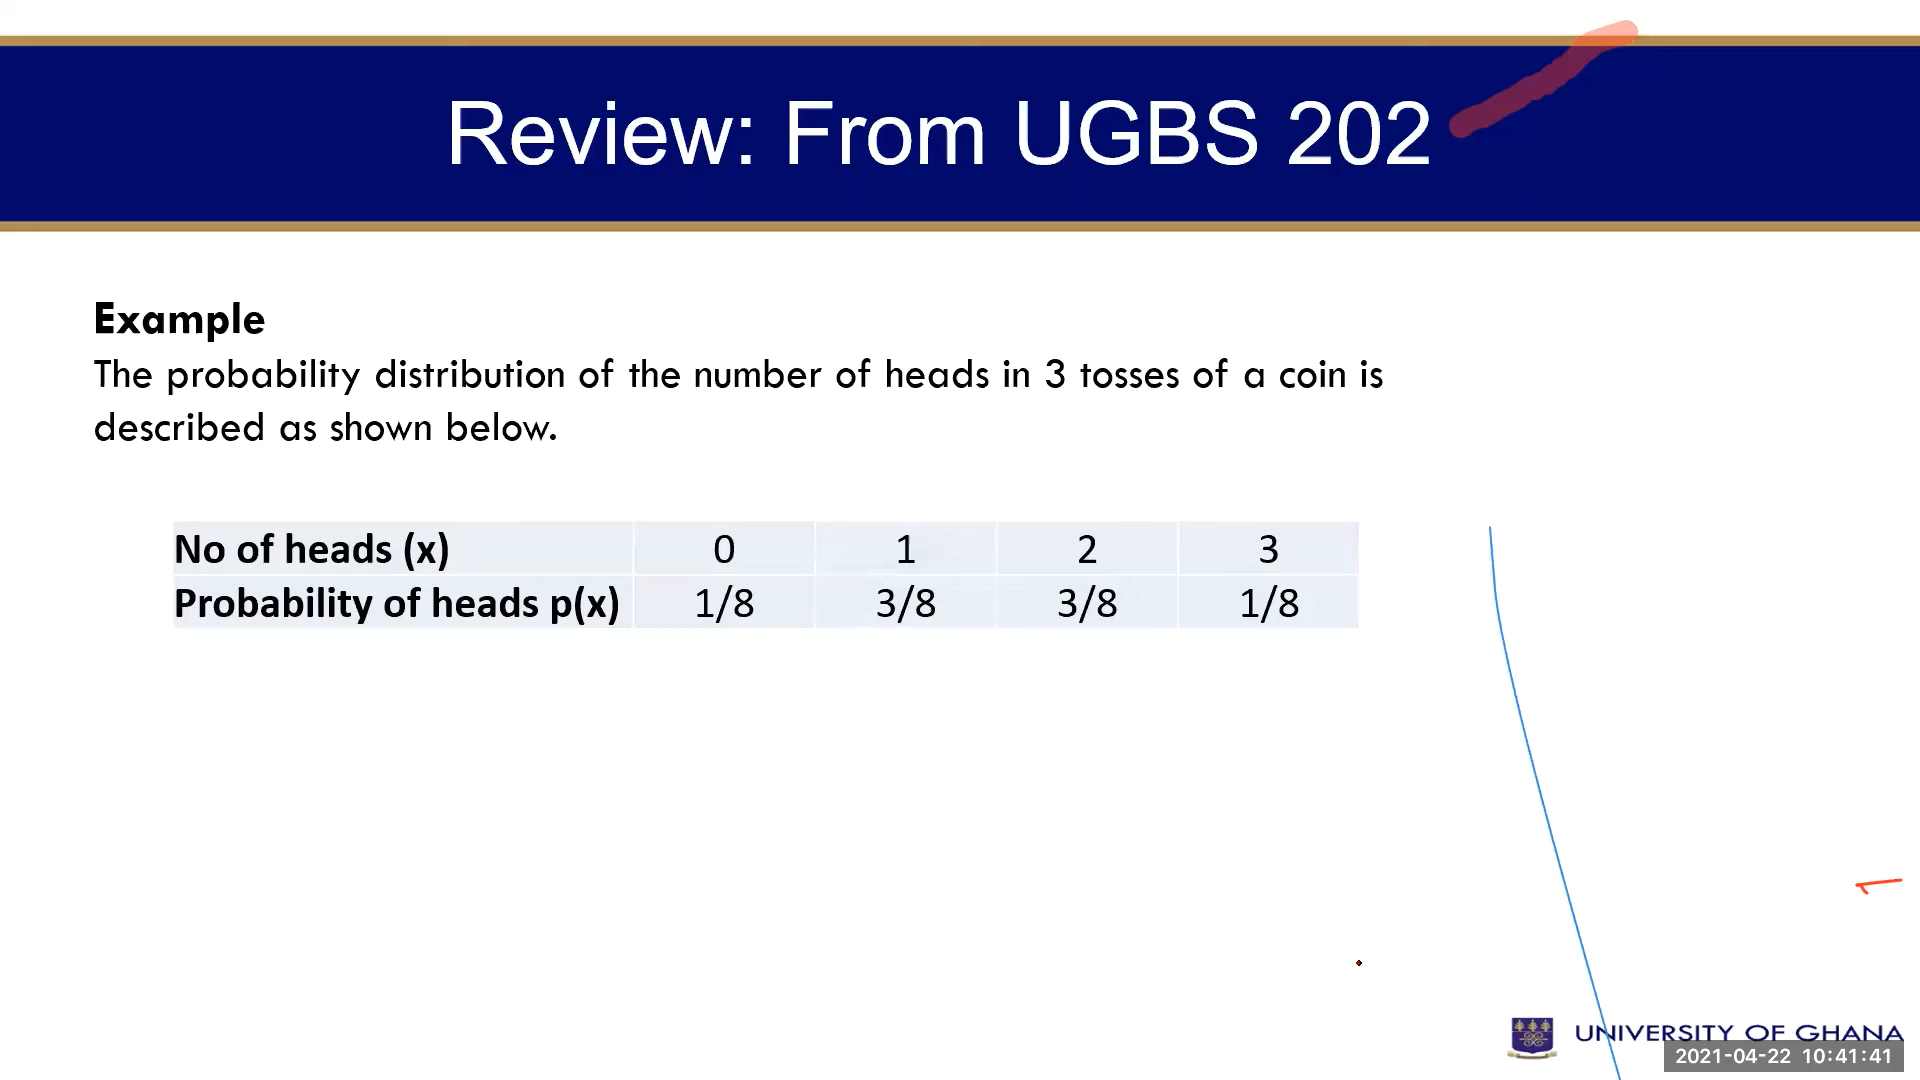 Review: From UGBS 202
Example
The probability distribution of the number of heads in 3 tosses of a coin is
described as shown below.
No of heads (x) 0 1 2 3
Probability of heads p(x) 1/8 3/8 3/8 1/8
UNIVERSITY OF GHANA
2021-04-22 10:41:41